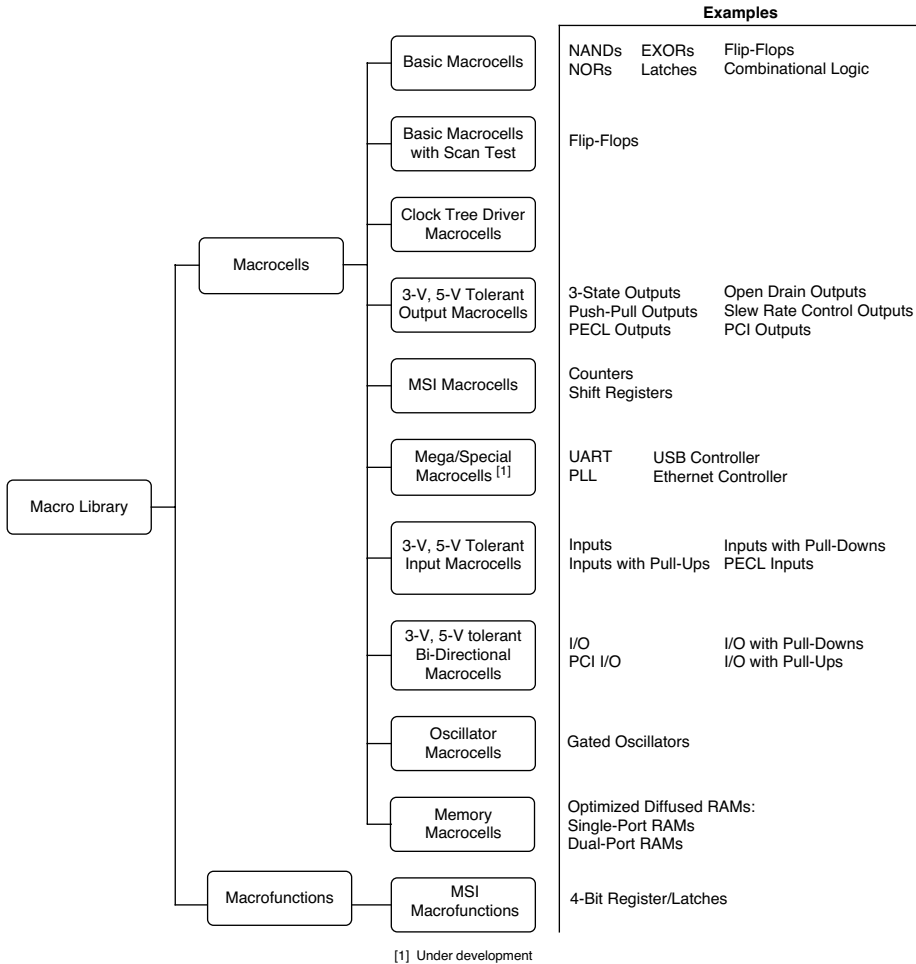 Examples
Basic Macrocells
NANDs EXORs Flip-Flops
NORs Latches Combinational Logic
Basic Macrocells
with Scan Test
Flip-Flops
Clock Tree Driver
Macrocells
Macrocells
3-V, 5-V Tolerant
Output Macrocells
3-State Outputs Open Drain Outputs
Push-Pull Outputs Slew Rate Control Outputs
PECL Outputs PCI Outputs
MSI Macrocells
Counters
Shift Registers
Mega/Special
Macrocells [1]
UART USB Controller
PLL Ethernet Controller
Macro Library
3-V, 5-V Tolerant
Input Macrocells
Inputs Inputs with Pull-Downs
Inputs with Pull-Ups PECL Inputs
3-V, 5-V tolerant
Bi-Directional
Macrocells
I/O I/O with Pull-Downs
PCI I/O I/O with Pull-Ups
Oscillator
Macrocells
Gated Oscillators
Memory
Macrocells
Optimized Diffused RAMs:
Single-Port RAMs
Dual-Port RAMs
Macrofunctions
MSI
Macrofunctions
4-Bit Register/Latches
[1] Under development